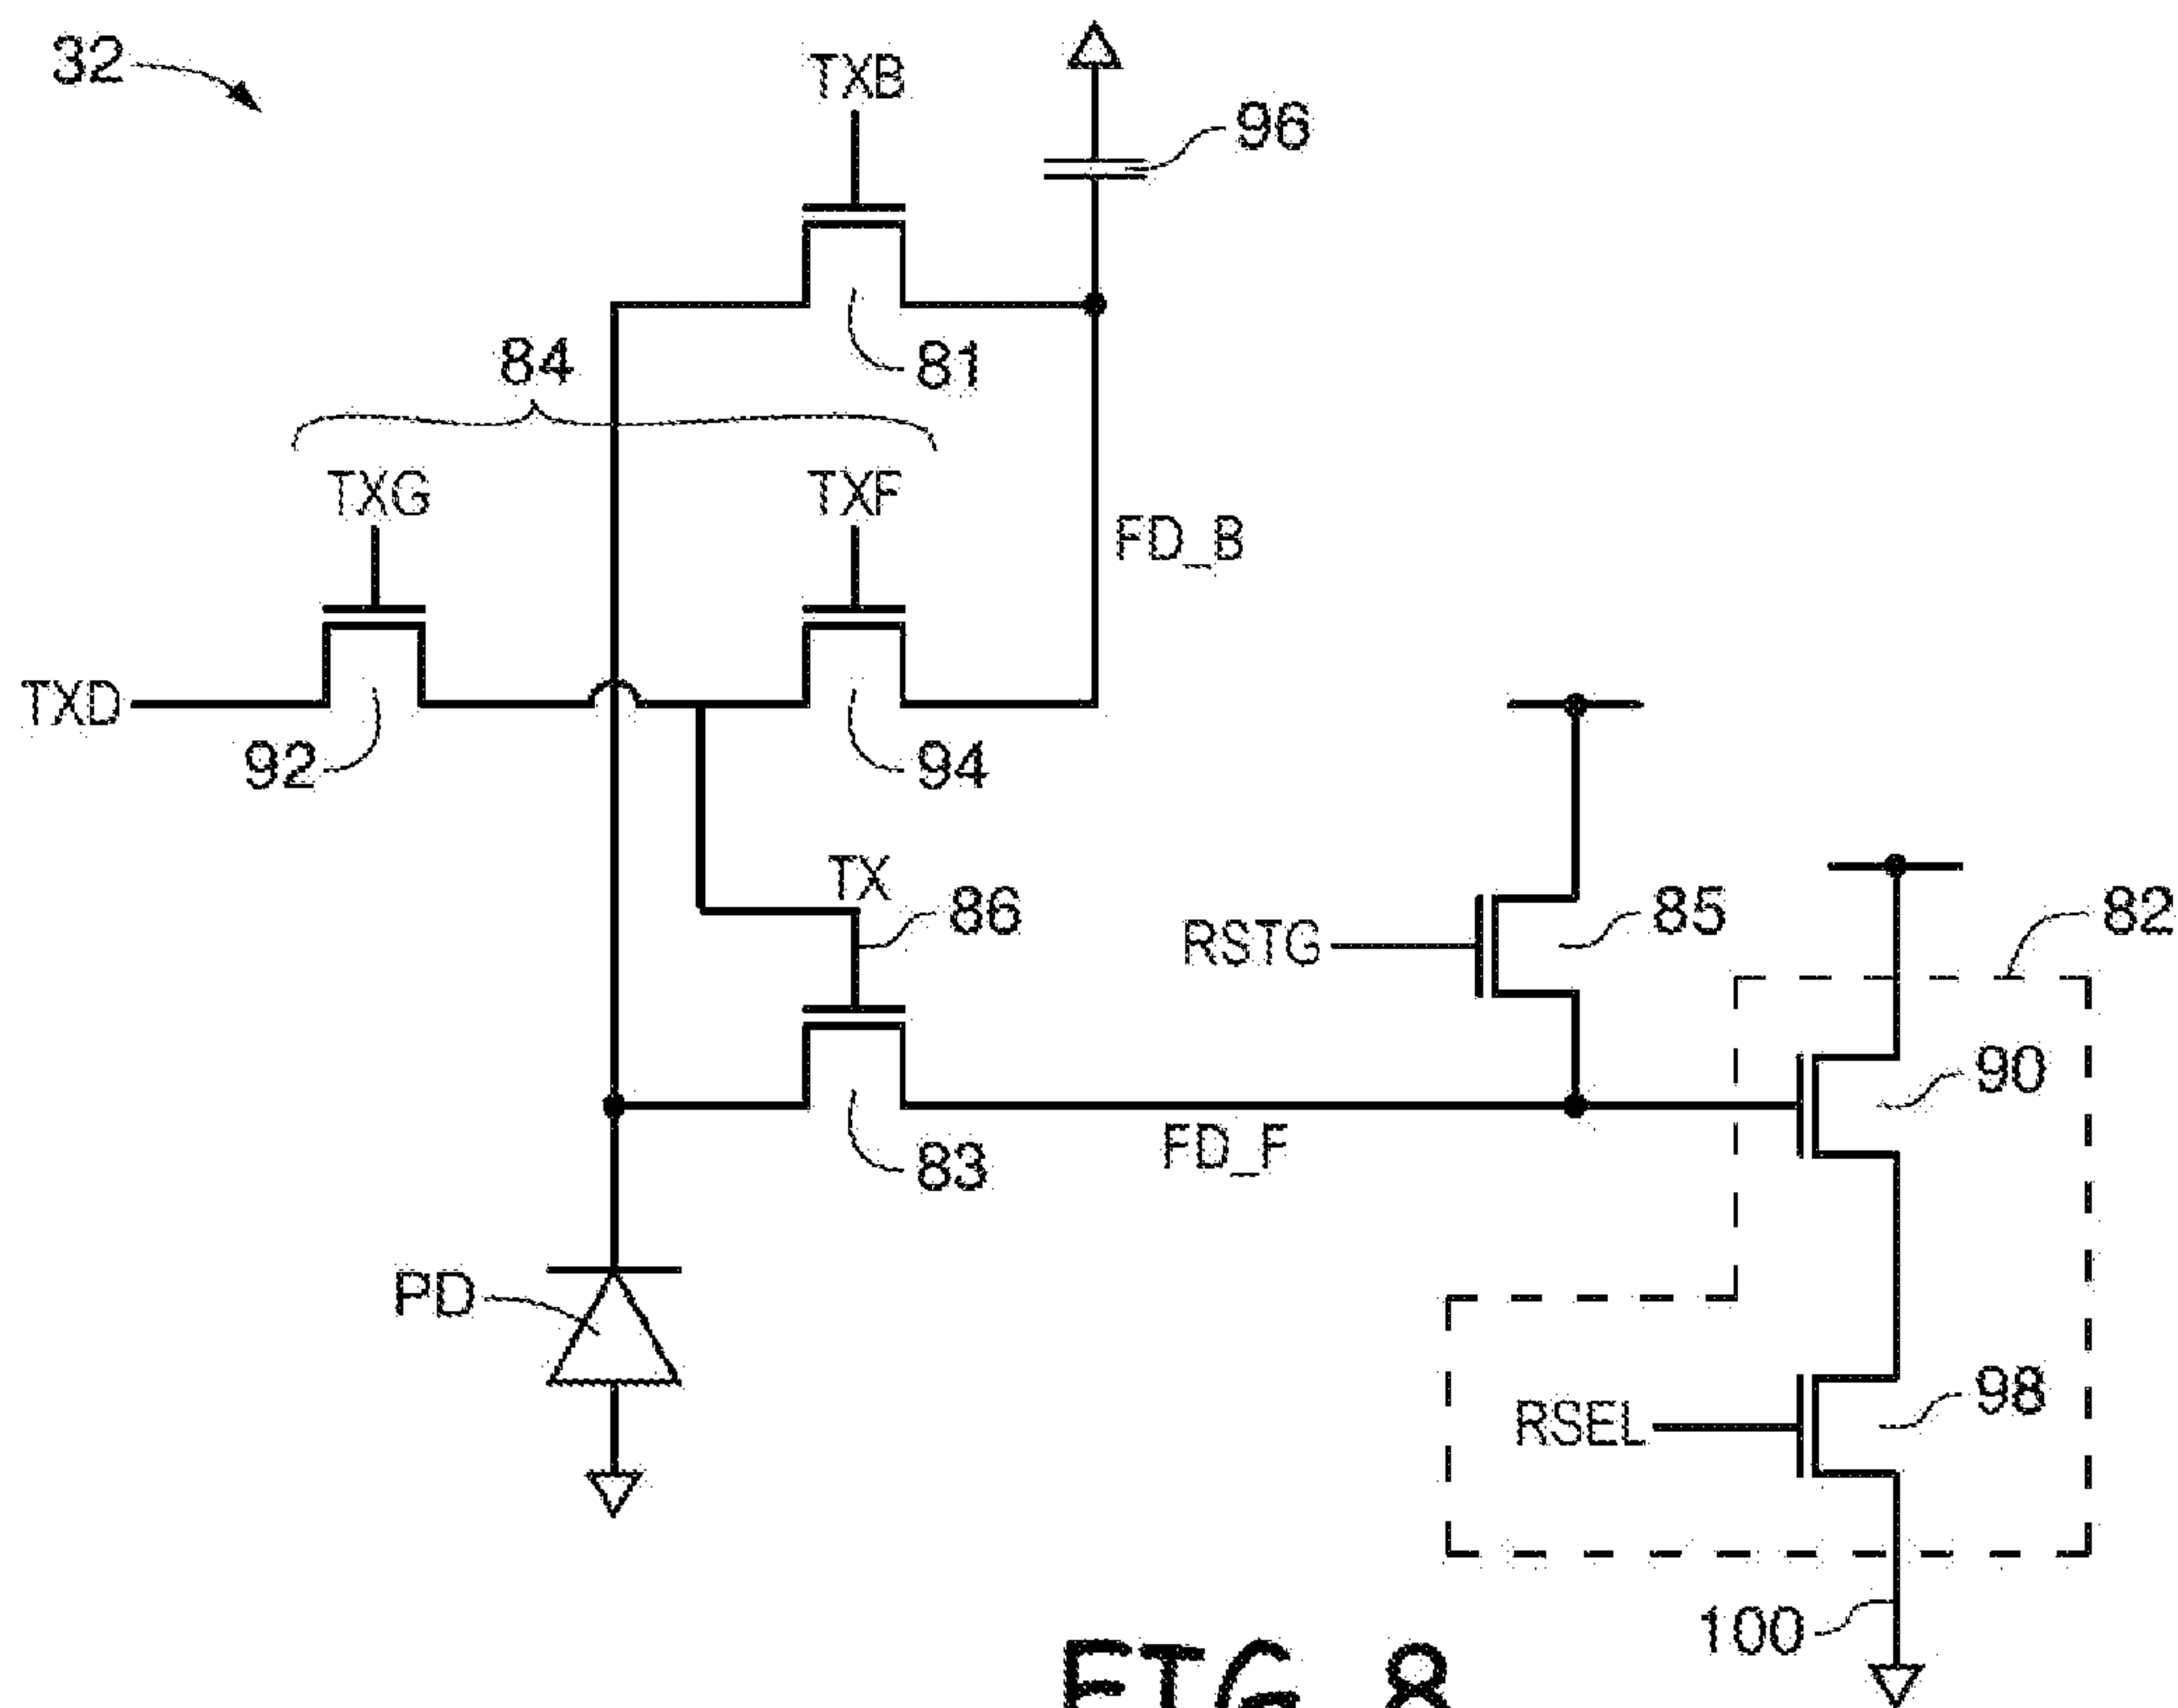 32
TXB
96
81
84
TXG
TXF
FD_B
TXD
92
94
TX
86
RSTG
85
82
90
FD_F
83
PD
98
RSEL
100
FIG 8